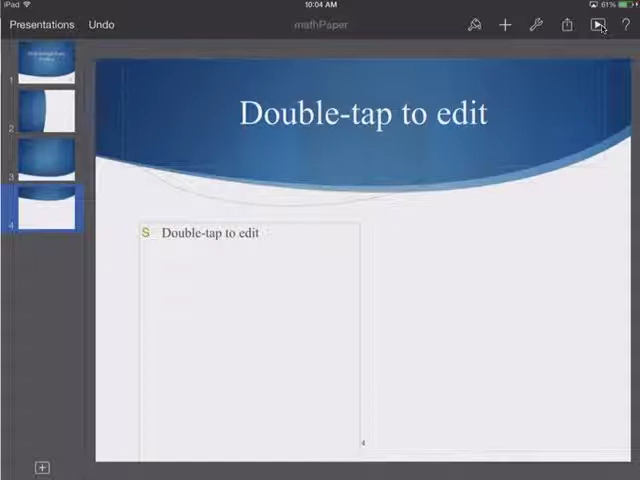 iPad 10:04 AM 61%
Presentations Undo mathPaper ?
Double-tap to edit
1
2
3
4
S Double-tap to edit
4